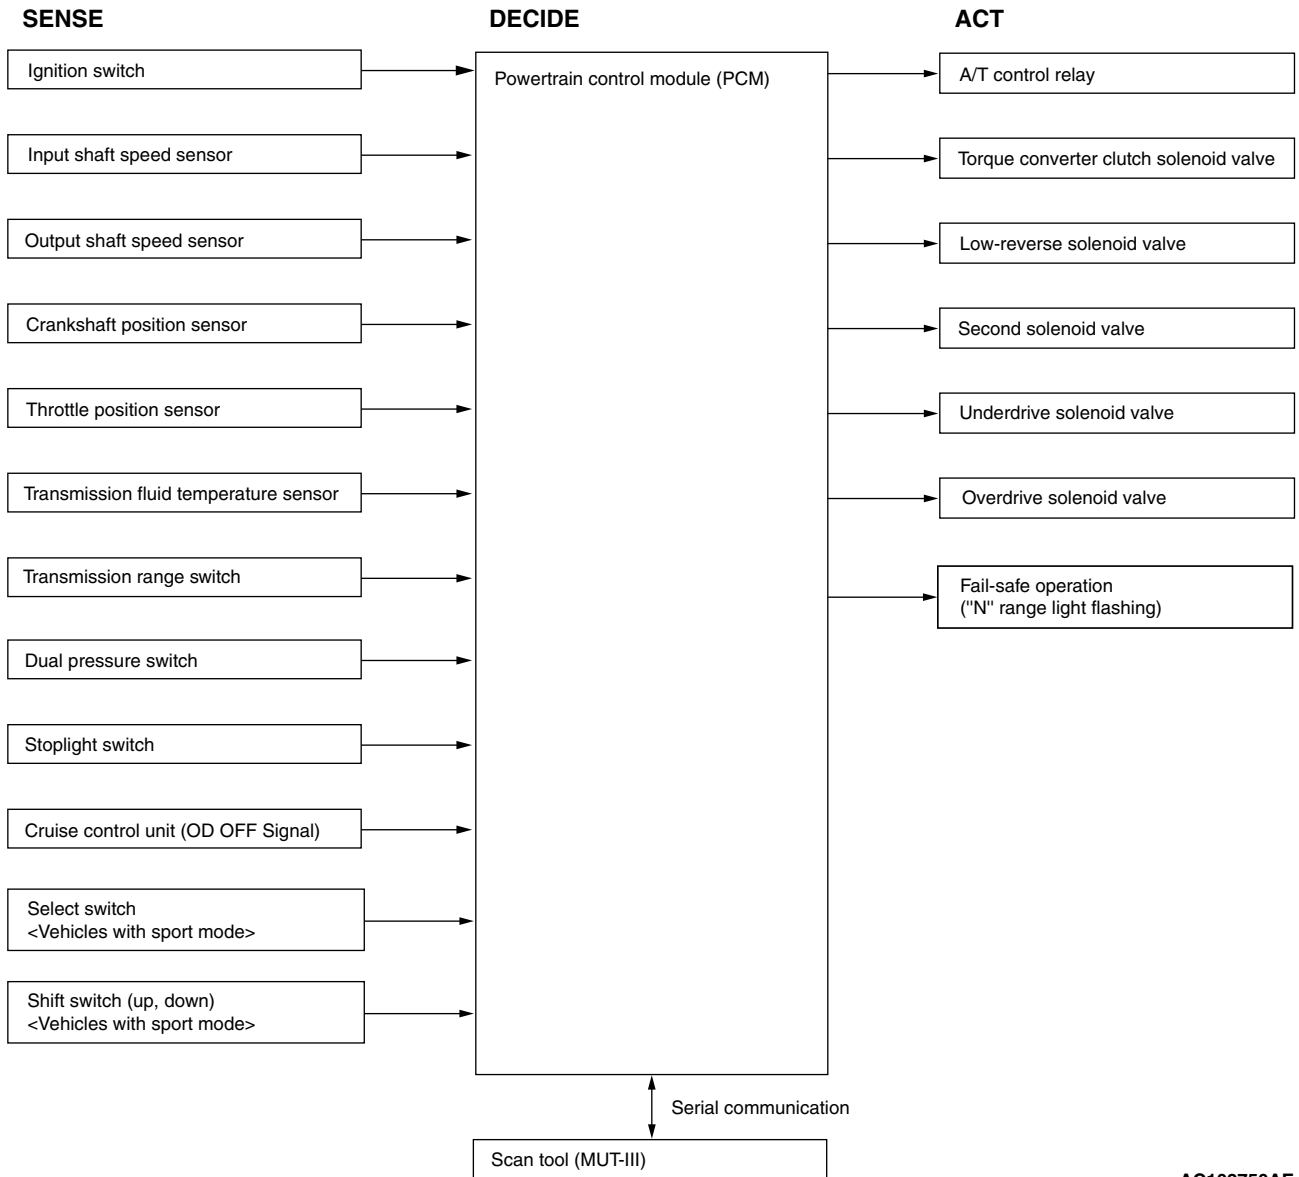 SENSE
DECIDE
ACT
Ignition switch
Input shaft speed sensor
Output shaft speed sensor
Crankshaft position sensor
Throttle position sensor
Transmission fluid temperature sensor
Transmission range switch
Dual pressure switch
Stoplight switch
Cruise control unit (OD OFF Signal)
Select switch
<Vehicles with sport mode>
Shift switch (up, down)
<Vehicles with sport mode>
Powertrain control module (PCM)
A/T control relay
Torque converter clutch solenoid valve
Low-reverse solenoid valve
Second solenoid valve
Underdrive solenoid valve
Overdrive solenoid valve
Fail-safe operation
("N" range light flashing)
Serial communication
Scan tool (MUT-III)